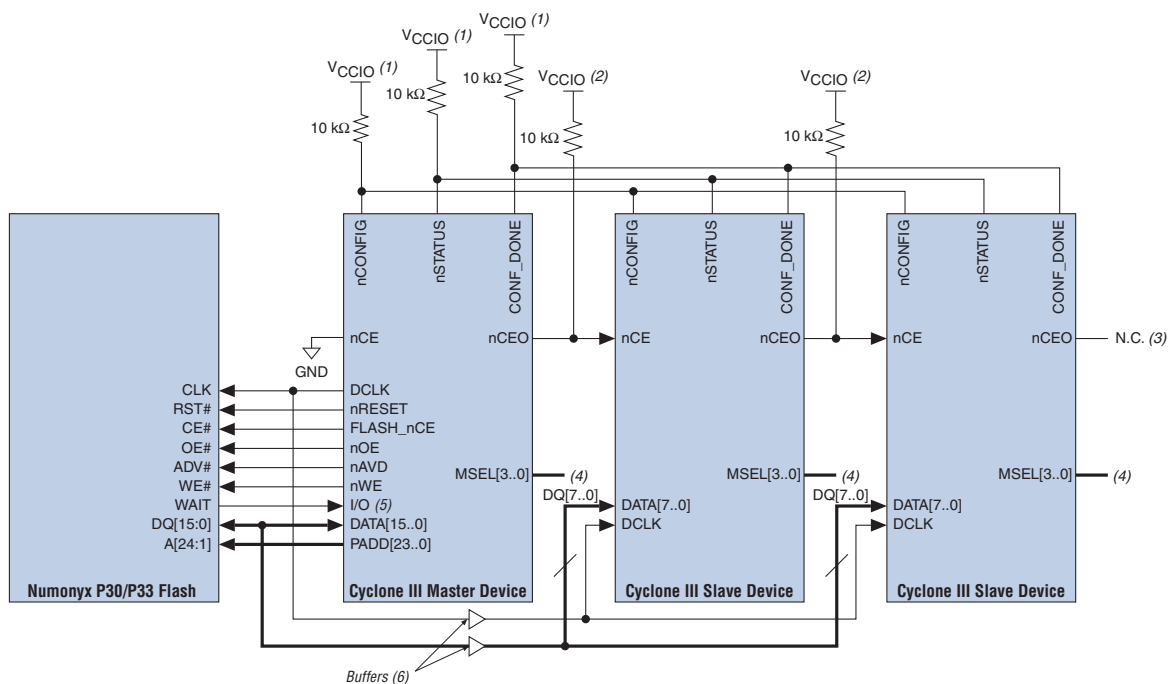 VCCIO (1)
VCCIO (1)
VCCIO (1)
VCCIO (2)
VCCIO (2)
10 kΩ
10 kΩ
10 kΩ
10 kΩ
10 kΩ
nCONFIG
nSTATUS
CONF_DONE
nCONFIG
nSTATUS
CONF_DONE
nCONFIG
nSTATUS
CONF_DONE
nCE
nCEO
nCE
nCEO
nCE
nCEO
N.C. (3)
GND
CLK
DCLK
RST#
nRESET
CE#
FLASH_nCE
OE#
nOE
ADV#
nAVD
WE#
nWE
WAIT
I/O (5)
DQ[15:0]
DATA[15..0]
A[24:1]
PADD[23..0]
MSEL[3..0]
(4)
MSEL[3..0]
(4)
MSEL[3..0]
(4)
DQ[7..0]
DATA[7..0]
DCLK
DQ[7..0]
DATA[7..0]
DCLK
Numonyx P30/P33 Flash
Cyclone III Master Device
Cyclone III Slave Device
Cyclone III Slave Device
Buffers (6)